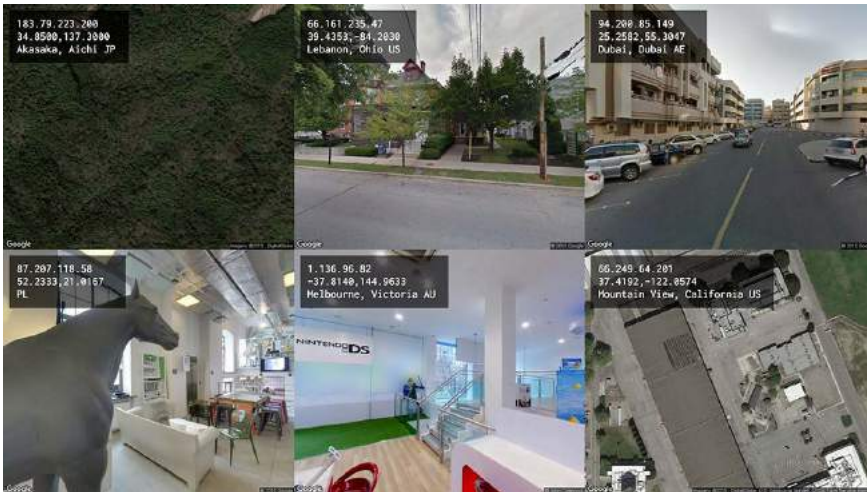 183.79.223.200
34.8500,137.3000
Akasaka, Aichi JP
Google
66.161.235.47
39.4353,-84.2030
Lebanon, Ohio US
Google
94.200.85.149
25.2582,55.3047
Dubai, Dubai AE
Google
87.207.118.58
52.2333,21.0167
PL
Google
1.136.96.82
-37.8140,144.9633
Melbourne, Victoria AU
NINTENDO DS
Google
66.249.64.201
37.4192,-122.0574
Mountain View, California US
Google